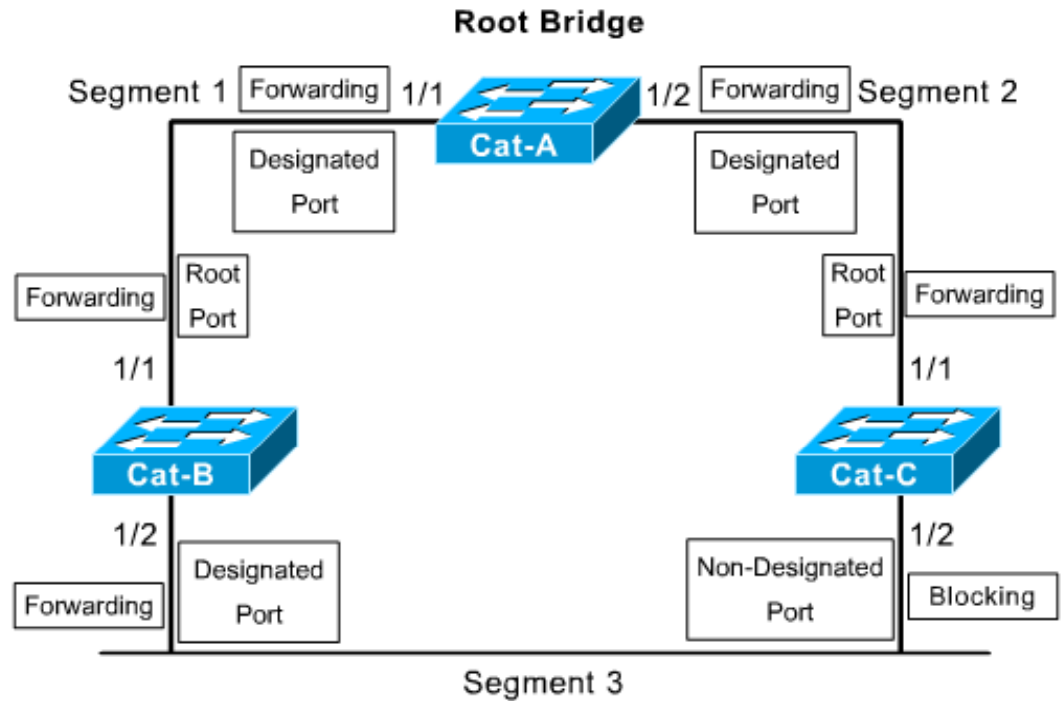 Root Bridge
Segment 1
Forwarding
1/1
1/2
Forwarding
Segment 2
Cat-A
Designated
Port
Designated
Port
Forwarding
Root
Port
Root
Port
Forwarding
1/1
1/1
Cat-B
Cat-C
1/2
1/2
Forwarding
Designated
Port
Non-Designated
Port
Blocking
Segment 3